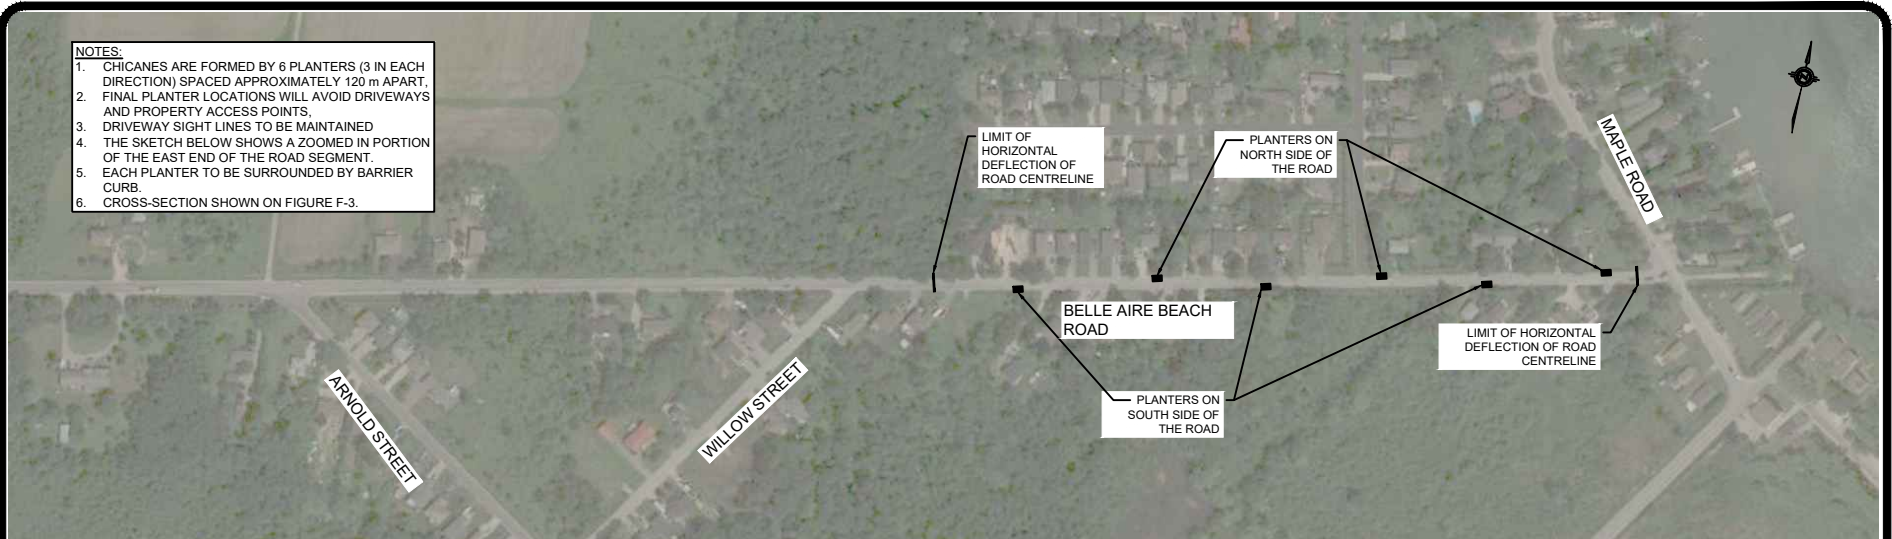 NOTES:
1. CHICANES ARE FORMED BY 6 PLANTERS (3 IN EACH
DIRECTION) SPACED APPROXIMATELY 120 m APART,
2. FINAL PLANTER LOCATIONS WILL AVOID DRIVEWAYS
AND PROPERTY ACCESS POINTS,
3. DRIVEWAY SIGHT LINES TO BE MAINTAINED
4. THE SKETCH BELOW SHOWS A ZOOMED IN PORTION
OF THE EAST END OF THE ROAD SEGMENT.
5. EACH PLANTER TO BE SURROUNDED BY BARRIER
CURB.
6. CROSS-SECTION SHOWN ON FIGURE F-3.
LIMIT OF
HORIZONTAL
DEFLECTION OF
ROAD CENTRELINE
PLANTERS ON
NORTH SIDE OF
THE ROAD
MAPLE ROAD
N
BELLE AIRE BEACH
ROAD
LIMIT OF HORIZONTAL
DEFLECTION OF ROAD
CENTRELINE
PLANTERS ON
SOUTH SIDE OF
THE ROAD
ARNOLD STREET
WILLOW STREET